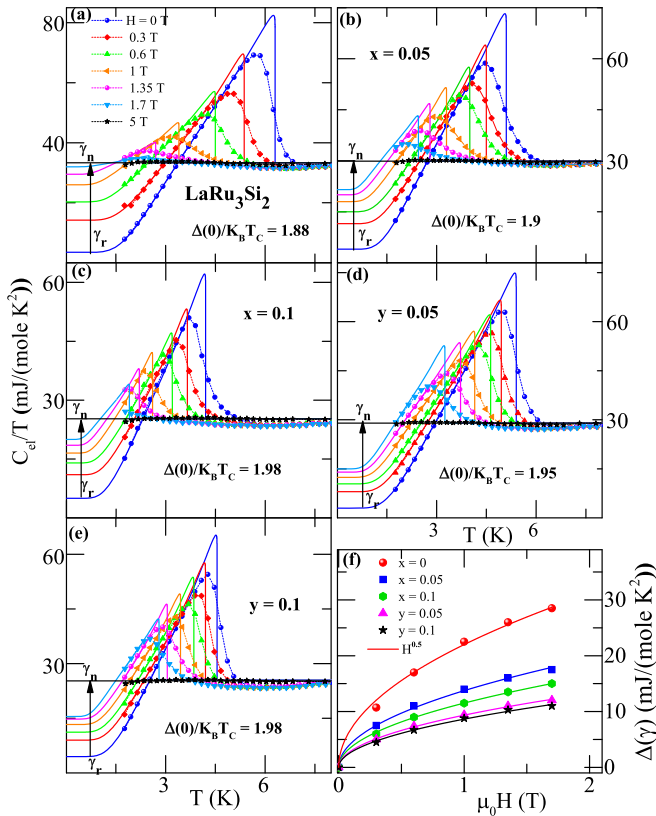 (a)
H = 0 T
0.3 T
0.6 T
1 T
1.35 T
1.7 T
5 T
80
40
γn
γr
LaRu3Si2
Δ(0)/KBTC = 1.88
(b)
x = 0.05
60
30
γn
γr
Δ(0)/KBTC = 1.9
(c)
x = 0.1
60
30
γn
γr
Δ(0)/KBTC = 1.98
(d)
y = 0.05
60
30
γn
γr
Δ(0)/KBTC = 1.95
3
6
T (K)
Cel/T (mJ/(mole K2))
(e)
y = 0.1
60
30
γn
γr
Δ(0)/KBTC = 1.98
3
6
T (K)
(f)
x = 0
x = 0.05
x = 0.1
y = 0.05
y = 0.1
H0.5
30
20
10
0
0
1
2
μ0H (T)
Δ(γ) (mJ/(mole K2))